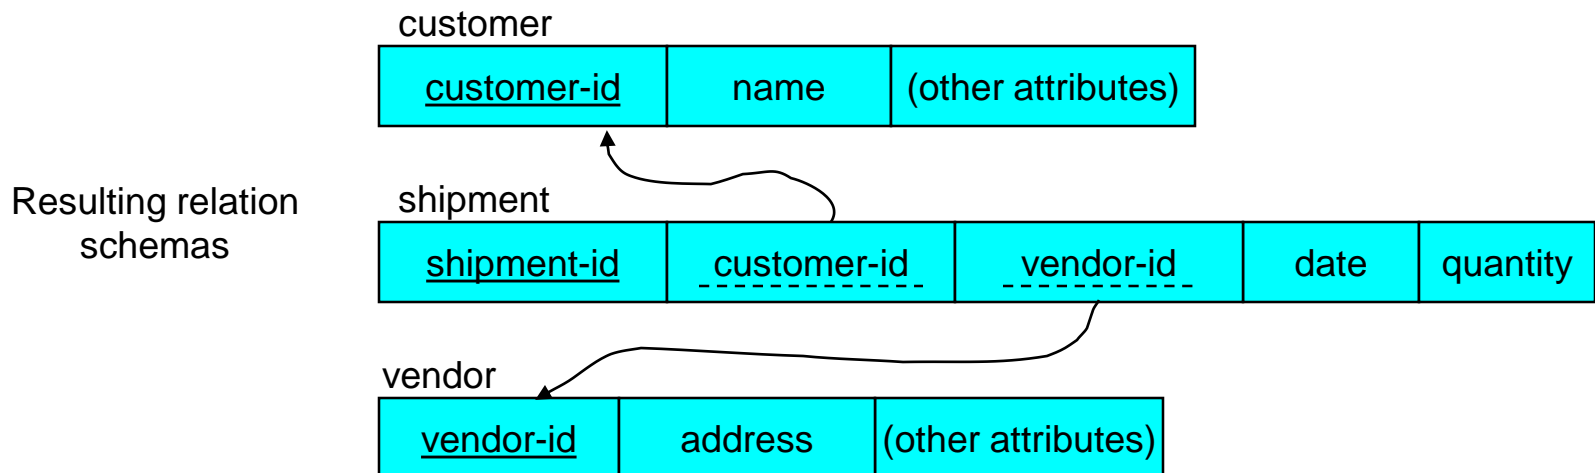 customer
customer-id name (other attributes)
Resulting relation
schemas
shipment
shipment-id customer-id vendor-id date quantity
vendor
vendor-id address (other attributes)